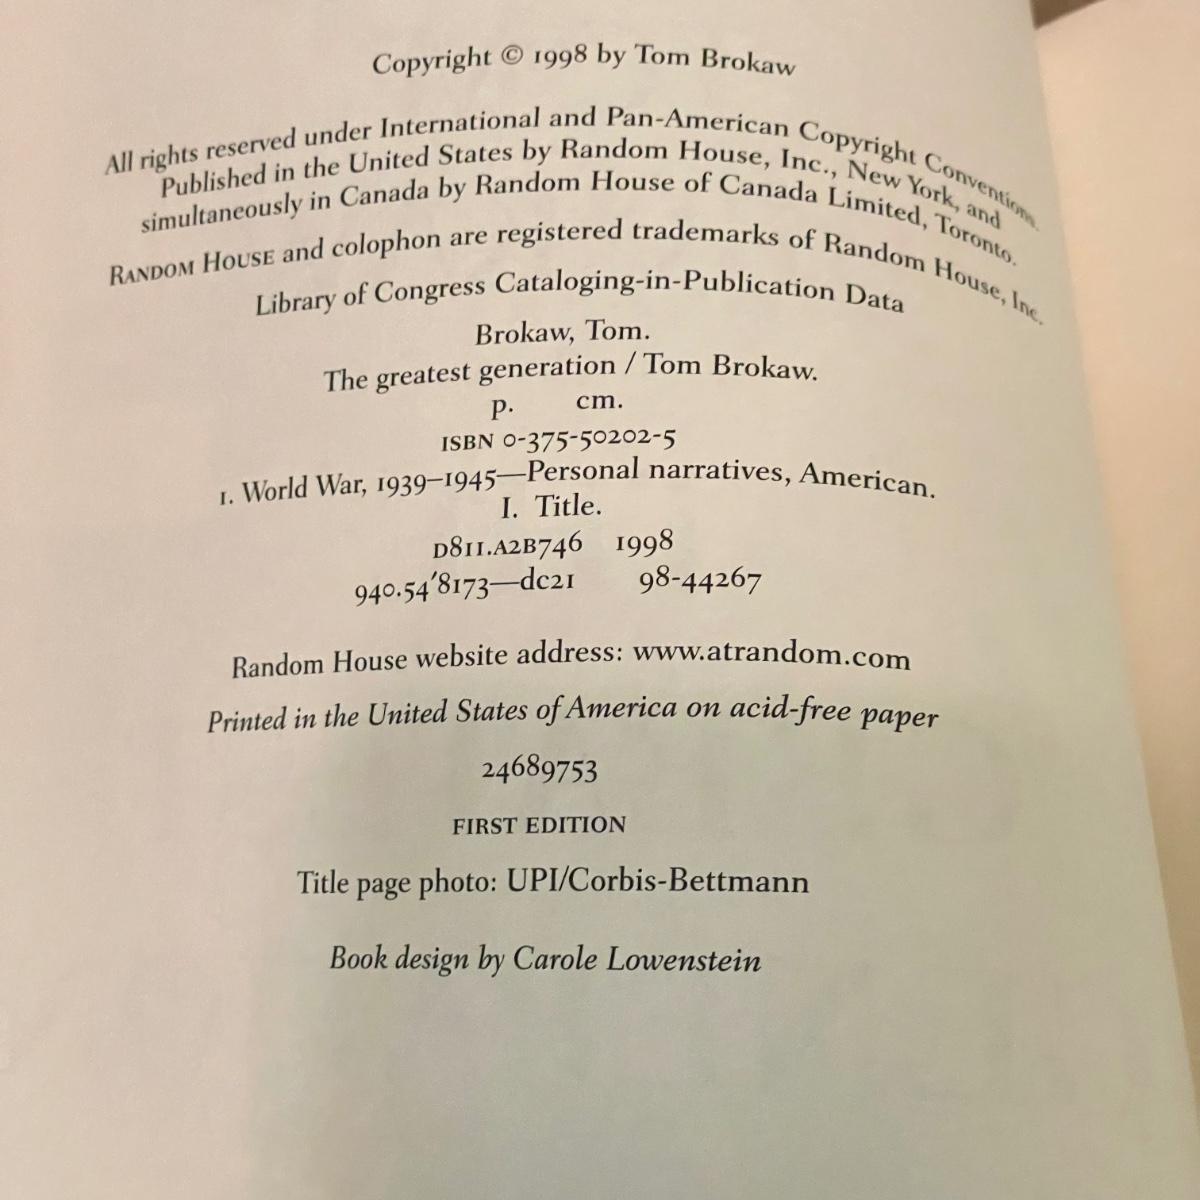 Copyright © 1998 by Tom Brokaw
All rights reserved under International and Pan-American Copyright Conventions.
Published in the United States by Random House, Inc., New York, and
simultaneously in Canada by Random House of Canada Limited, Toronto.
RANDOM HOUSE and colophon are registered trademarks of Random House, Inc.
Library of Congress Cataloging-in-Publication Data
Brokaw, Tom.
The greatest generation / Tom Brokaw.
p. cm.
ISBN 0-375-50202-5
1. World War, 1939–1945—Personal narratives, American.
I. Title.
D811.A2B746 1998
940.54′8173—dc21 98-44267
Random House website address: www.atrandom.com
Printed in the United States of America on acid-free paper
24689753
FIRST EDITION
Title page photo: UPI/Corbis-Bettmann
Book design by Carole Lowenstein